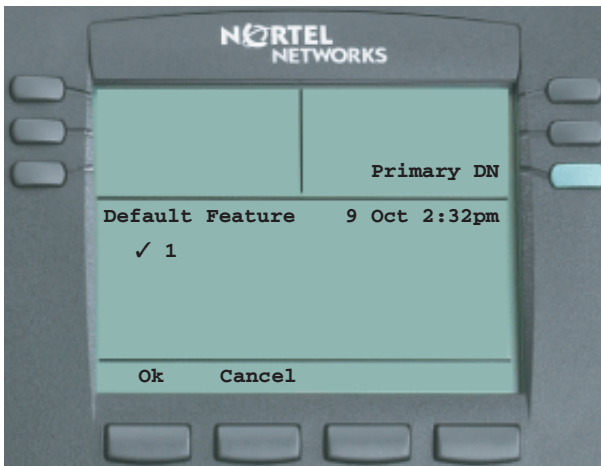 NORTEL
NETWORKS
Primary DN
Default Feature 9 Oct 2:32pm
✓ 1
Ok Cancel